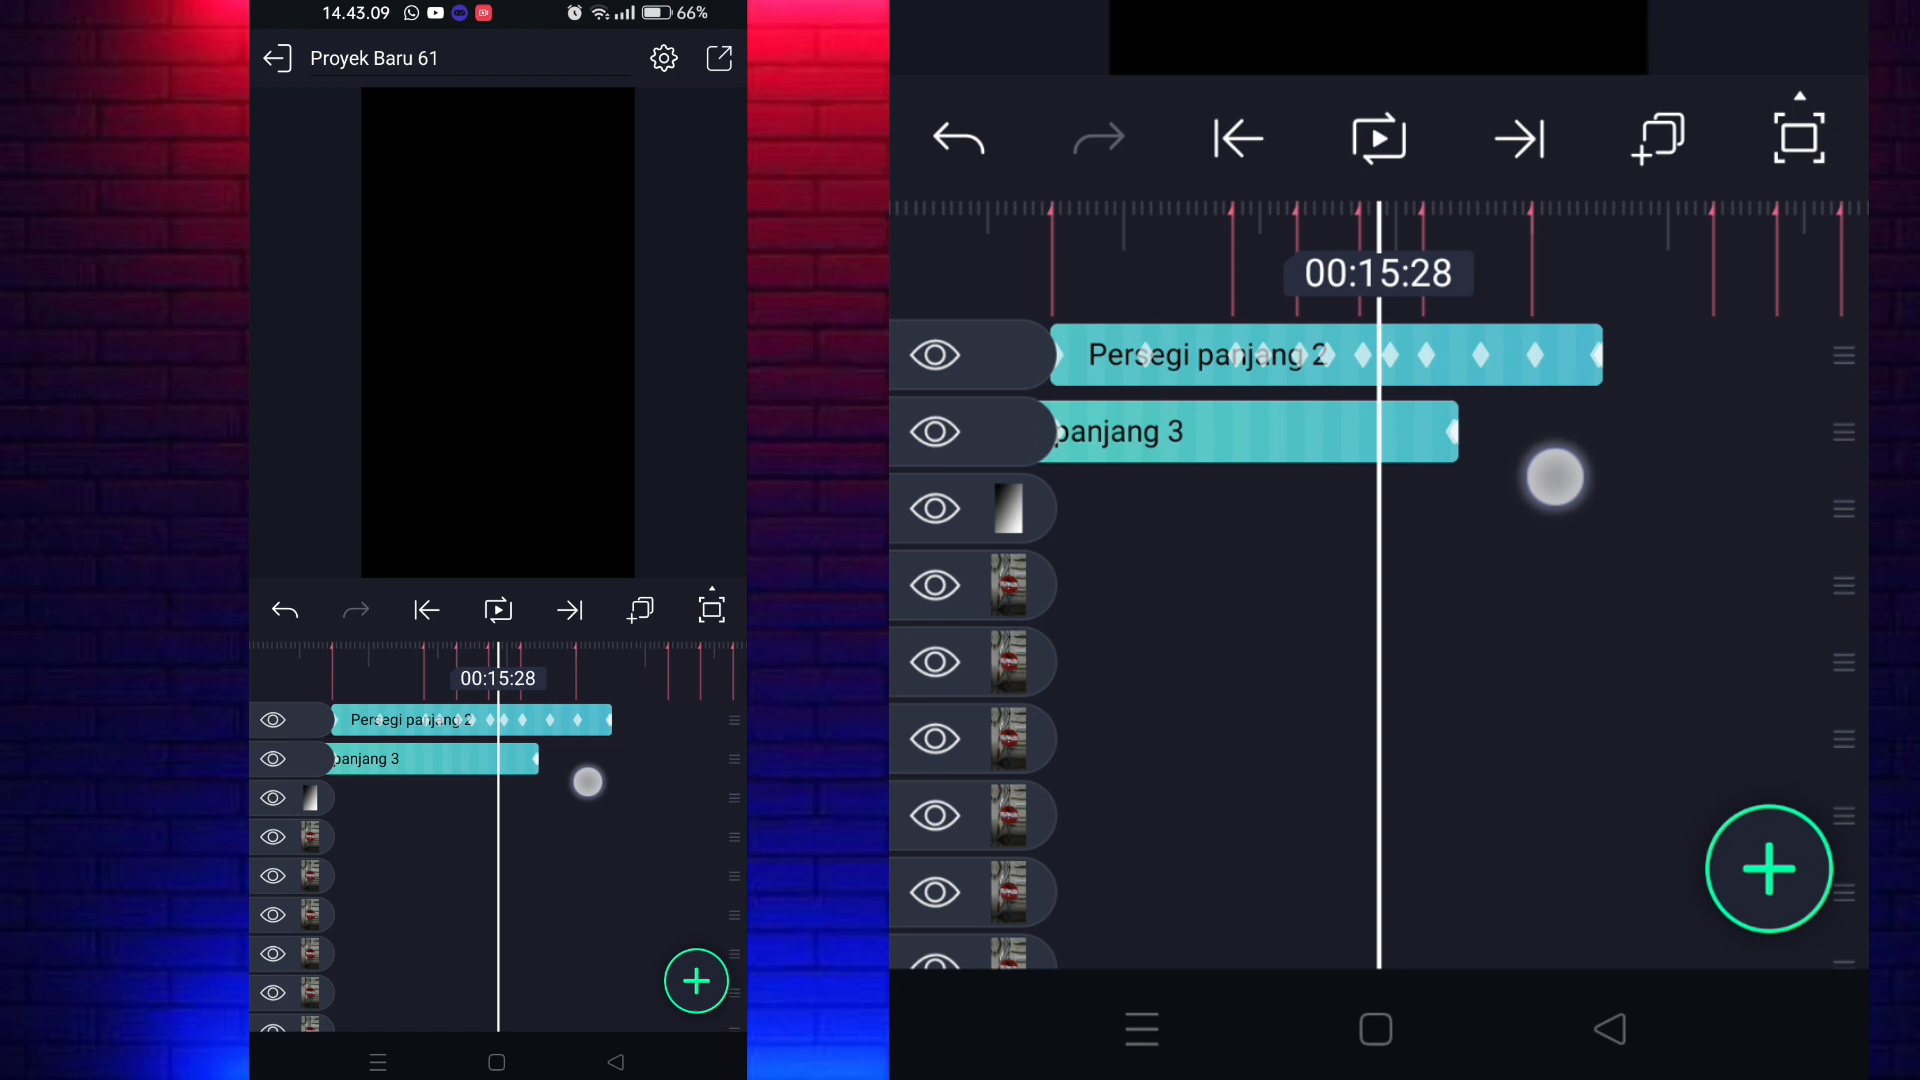 14.43.09
66%
Proyek Baru 61
00:15:28
Persegi panjang 2
panjang 3
00:15:28
Persegi panjang 2
panjang 3